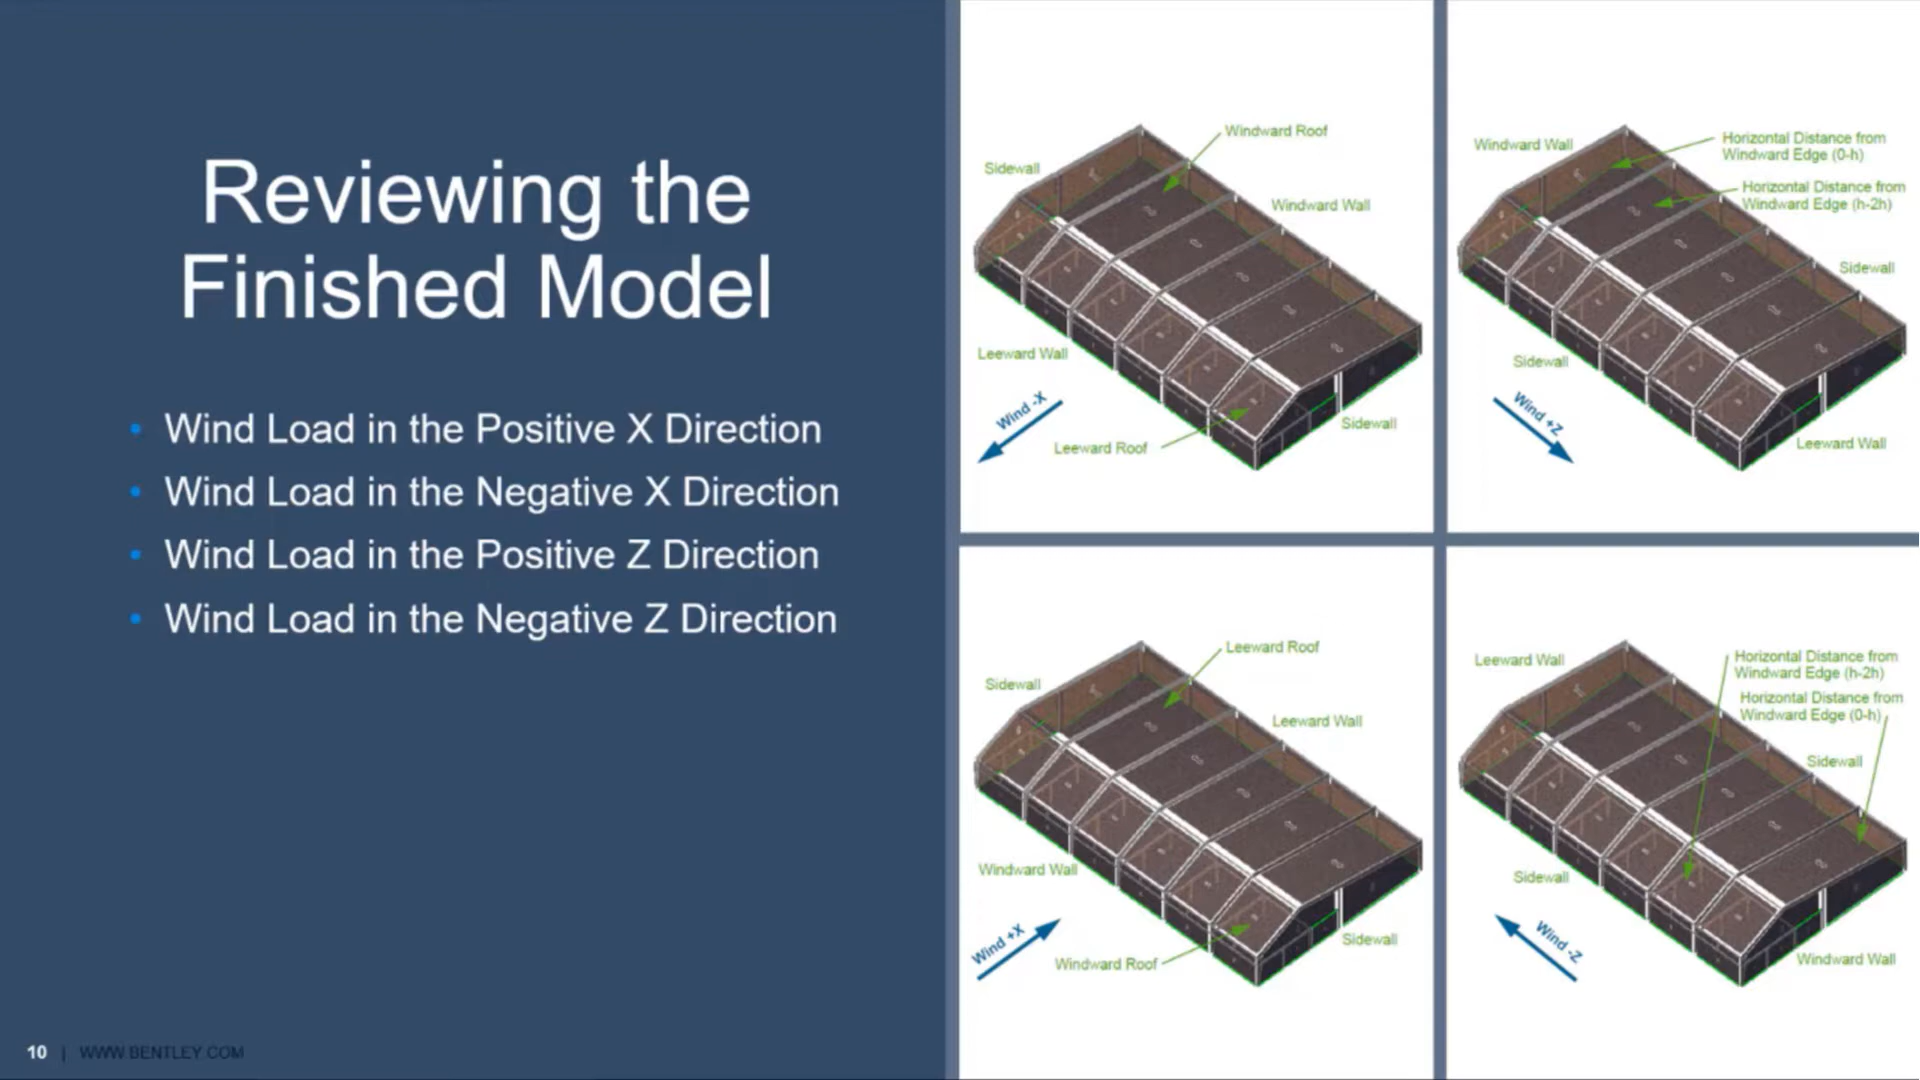 Reviewing the
Finished Model
Wind Load in the Positive X Direction
Wind Load in the Negative X Direction
Wind Load in the Positive Z Direction
Wind Load in the Negative Z Direction
10 | WWW.BENTLEY.COM
Windward Roof
Sidewall
Windward Wall
Leeward Wall
Wind -X
Sidewall
Leeward Roof
Windward Wall
Horizontal Distance from
Windward Edge (0-h)
Horizontal Distance from
Windward Edge (h-2h)
Sidewall
Sidewall
Wind +Z
Leeward Wall
Leeward Roof
Sidewall
Leeward Wall
Windward Wall
Wind +X
Sidewall
Windward Roof
Leeward Wall
Horizontal Distance from
Windward Edge (h-2h)
Horizontal Distance from
Windward Edge (0-h)
Sidewall
Sidewall
Wind -Z
Windward Wall